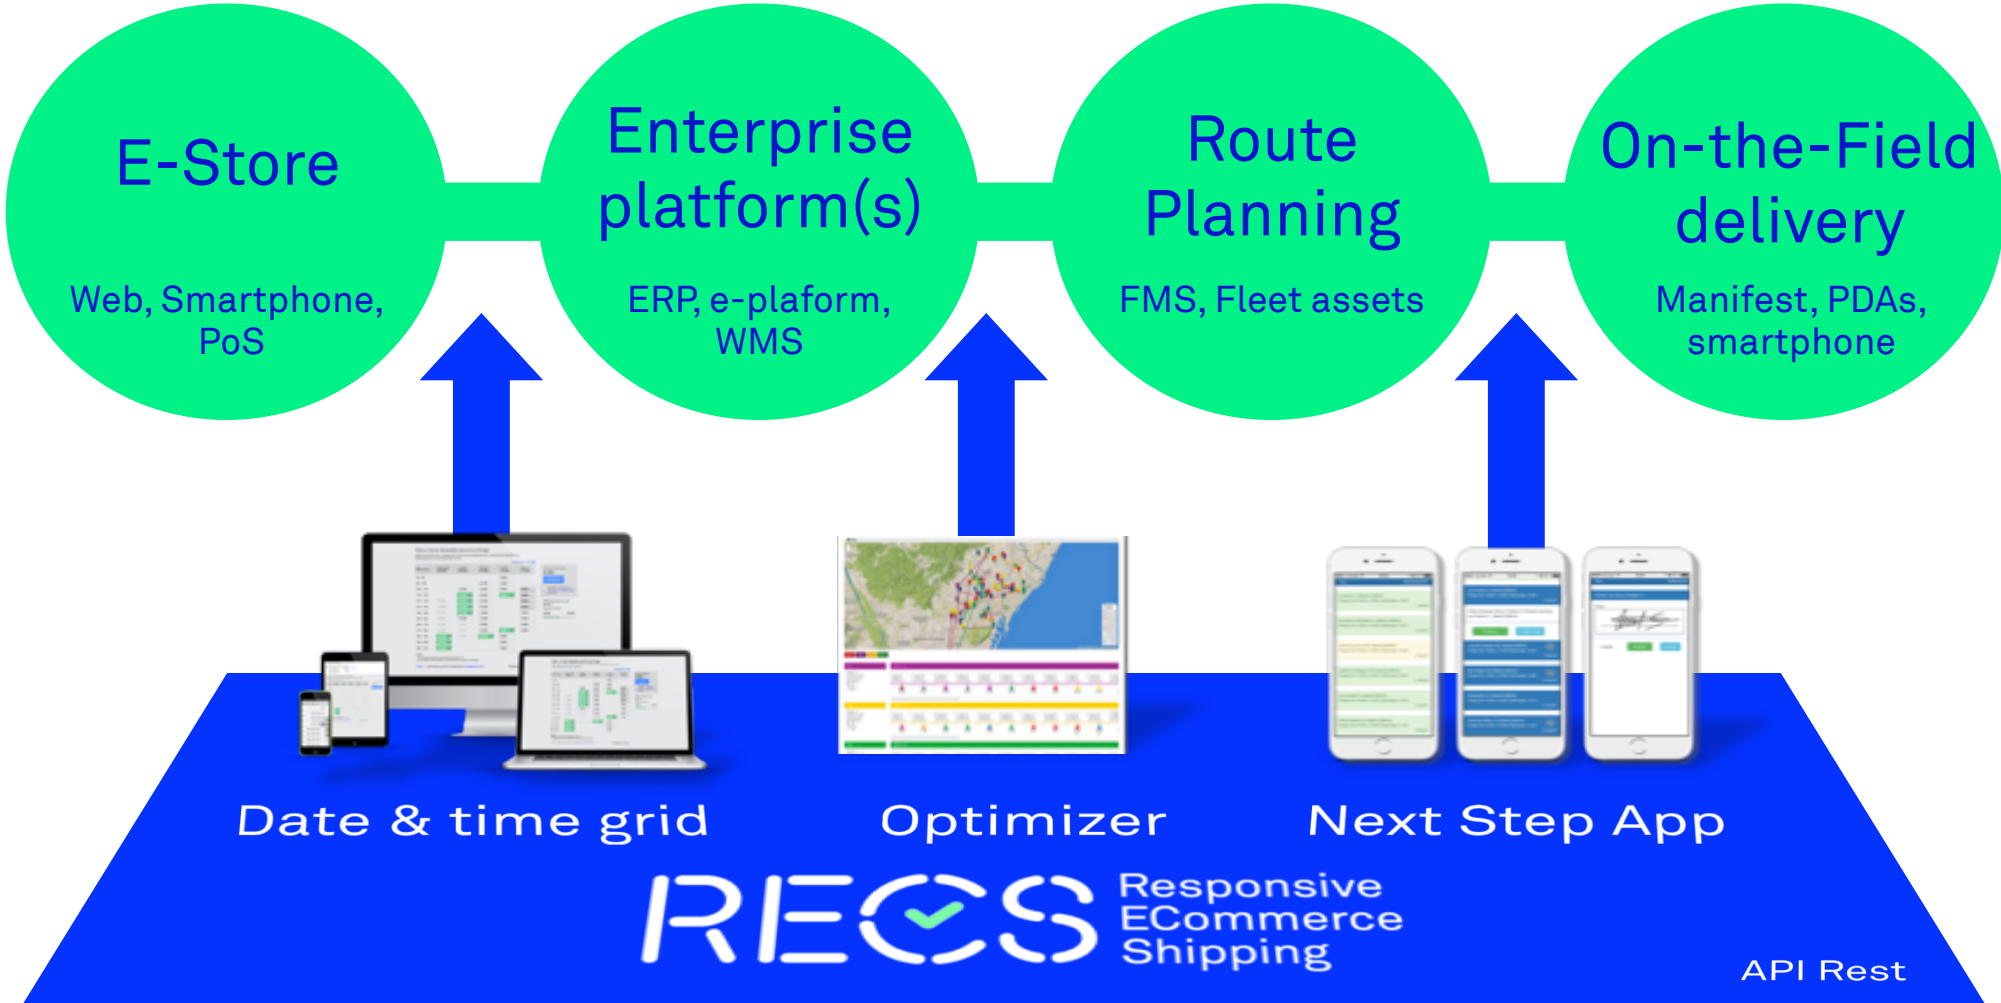 E-Store
Web, Smartphone,
PoS
Enterprise
platform(s)
ERP, e-plaform,
WMS
Route
Planning
FMS, Fleet assets
On-the-Field
delivery
Manifest, PDAs,
smartphone
Date & time grid
Optimizer
Next Step App
RECS
Responsive
ECommerce
Shipping
API Rest